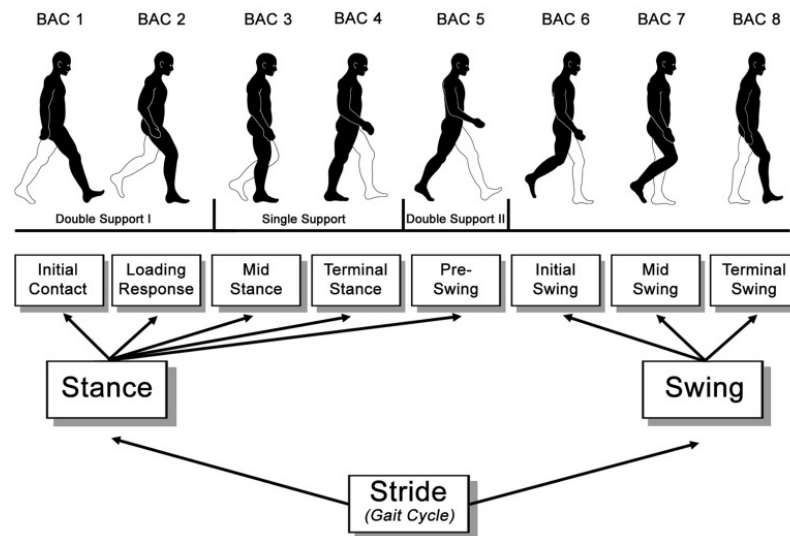 BAC 1 BAC 2 BAC 3 BAC 4 BAC 5 BAC 6 BAC 7 BAC 8
Double Support I Single Support Double Support II
Initial Contact
Loading Response
Mid Stance
Terminal Stance
Pre-Swing
Initial Swing
Mid Swing
Terminal Swing
Stance
Swing
Stride
(Gait Cycle)